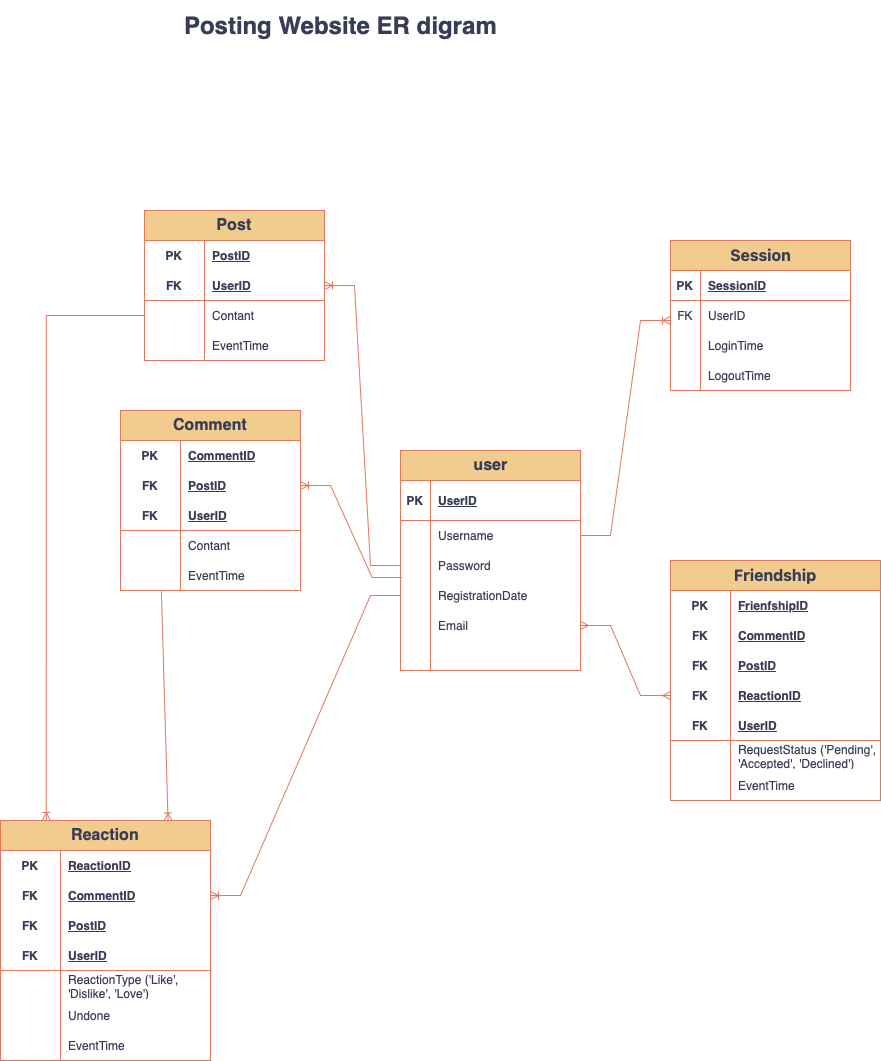 Posting Website ER digram
Post
PK PostID
FK UserID
Contant
EventTime
Session
PK SessionID
FK UserID
LoginTime
LogoutTime
Comment
PK CommentID
FK PostID
FK UserID
Contant
EventTime
user
PK UserID
Username
Password
RegistrationDate
Email
Friendship
PK FrienfshipID
FK CommentID
FK PostID
FK ReactionID
FK UserID
RequestStatus ('Pending',
'Accepted', 'Declined')
EventTime
Reaction
PK ReactionID
FK CommentID
FK PostID
FK UserID
ReactionType ('Like',
'Dislike', 'Love')
Undone
EventTime